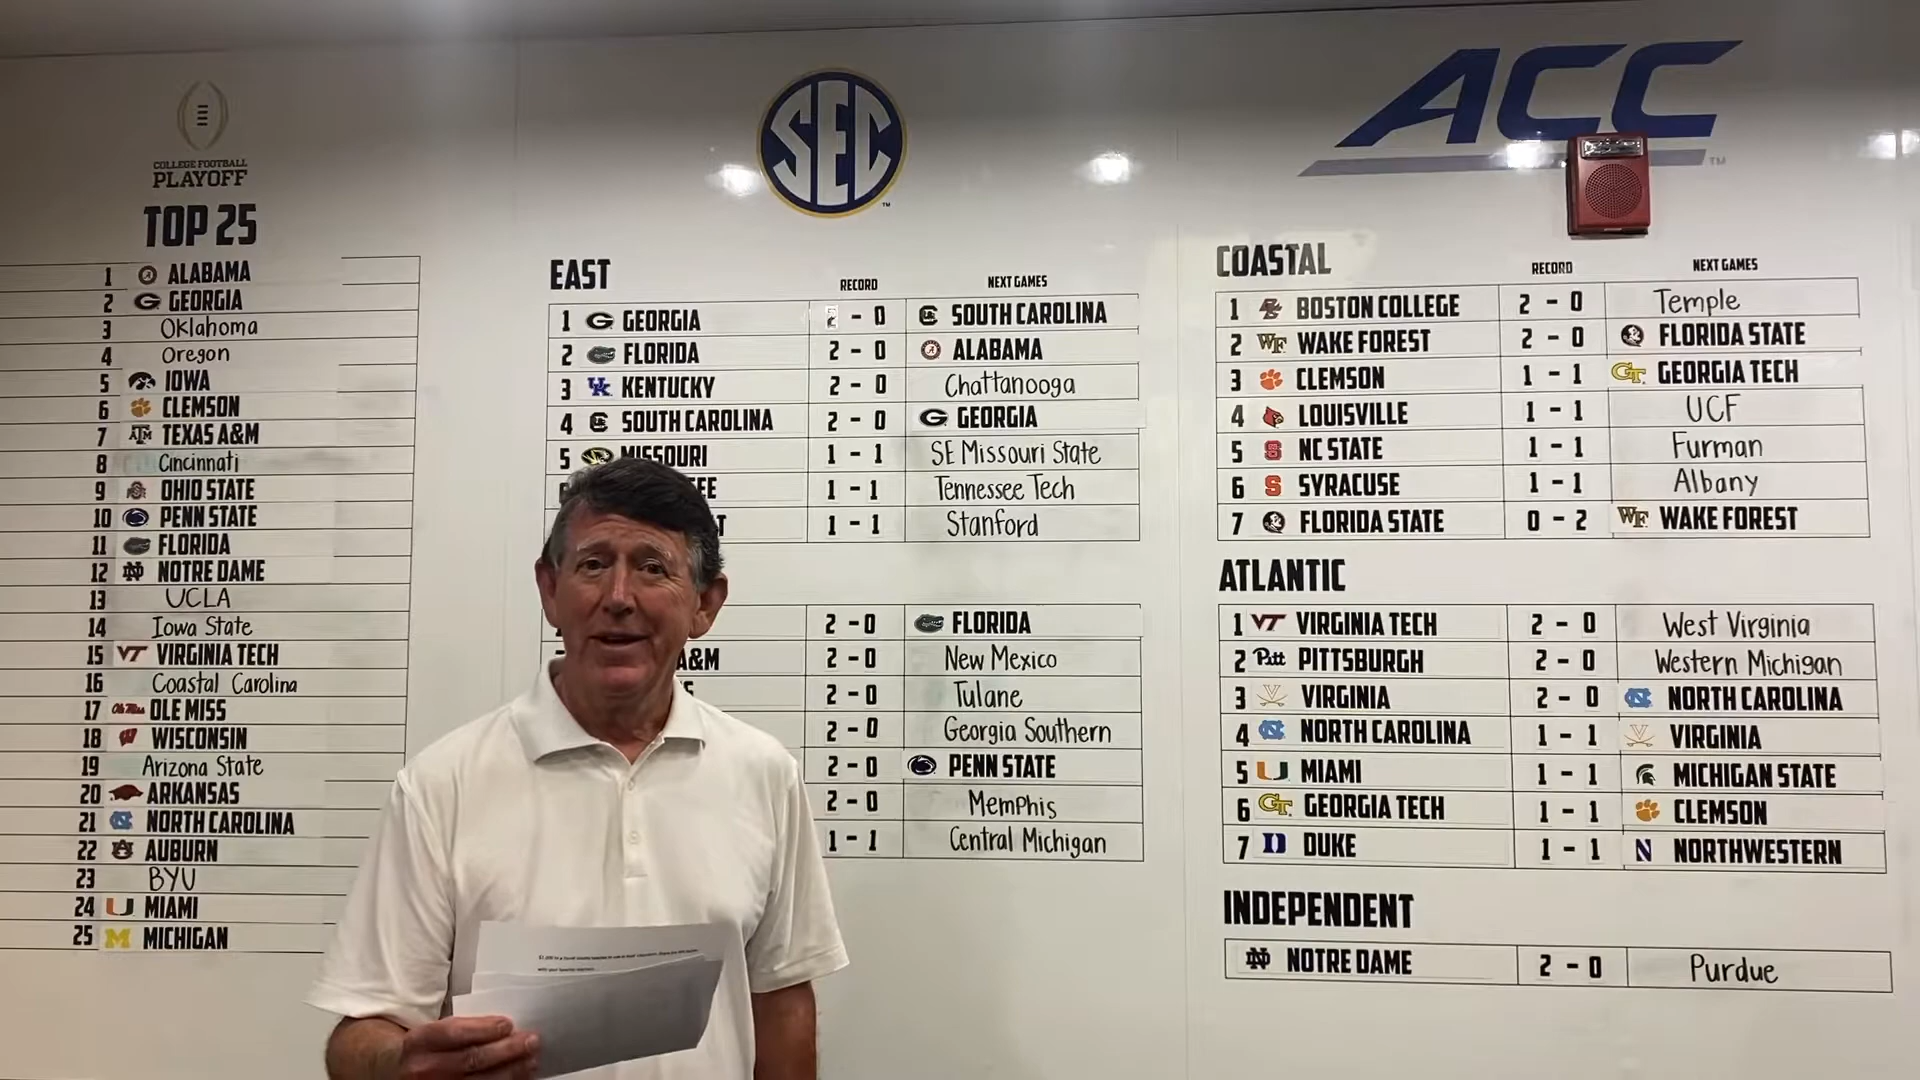 COLLEGE FOOTBALL
PLAYOFF
TOP 25
1 ALABAMA
2 GEORGIA
3 Oklahoma
4 Oregon
5 IOWA
6 CLEMSON
7 TEXAS A&M
8 Cincinnati
9 OHIO STATE
10 PENN STATE
11 FLORIDA
12 NOTRE DAME
13 UCLA
14 Iowa State
15 VIRGINIA TECH
16 Coastal Carolina
17 OLE MISS
18 WISCONSIN
19 Arizona State
20 ARKANSAS
21 NORTH CAROLINA
22 AUBURN
23 BYU
24 MIAMI
25 MICHIGAN
SEC
EAST RECORD NEXT GAMES
1 GEORGIA - 0 SOUTH CAROLINA
2 FLORIDA 2 - 0 ALABAMA
3 KENTUCKY 2 - 0 Chattanooga
4 SOUTH CAROLINA 2 - 0 GEORGIA
5 MISSOURI 1 - 1 SE Missouri State
EE 1 - 1 Tennessee Tech
T 1 - 1 Stanford
2 - 0 FLORIDA
A&M 2 - 0 New Mexico
S 2 - 0 Tulane
2 - 0 Georgia Southern
2 - 0 PENN STATE
2 - 0 Memphis
1 - 1 Central Michigan
ACC
COASTAL RECORD NEXT GAMES
1 BOSTON COLLEGE 2 - 0 Temple
2 WF WAKE FOREST 2 - 0 FLORIDA STATE
3 CLEMSON 1 - 1 GT GEORGIA TECH
4 LOUISVILLE 1 - 1 UCF
5 NC STATE 1 - 1 Furman
6 S SYRACUSE 1 - 1 Albany
7 FLORIDA STATE 0 - 2 WF WAKE FOREST
ATLANTIC
1 VT VIRGINIA TECH 2 - 0 West Virginia
2 Pitt PITTSBURGH 2 - 0 Western Michigan
3 VIRGINIA 2 - 0 NORTH CAROLINA
4 NORTH CAROLINA 1 - 1 VIRGINIA
5 MIAMI 1 - 1 MICHIGAN STATE
6 GT GEORGIA TECH 1 - 1 CLEMSON
7 D DUKE 1 - 1 N NORTHWESTERN
INDEPENDENT
NOTRE DAME 2 - 0 Purdue